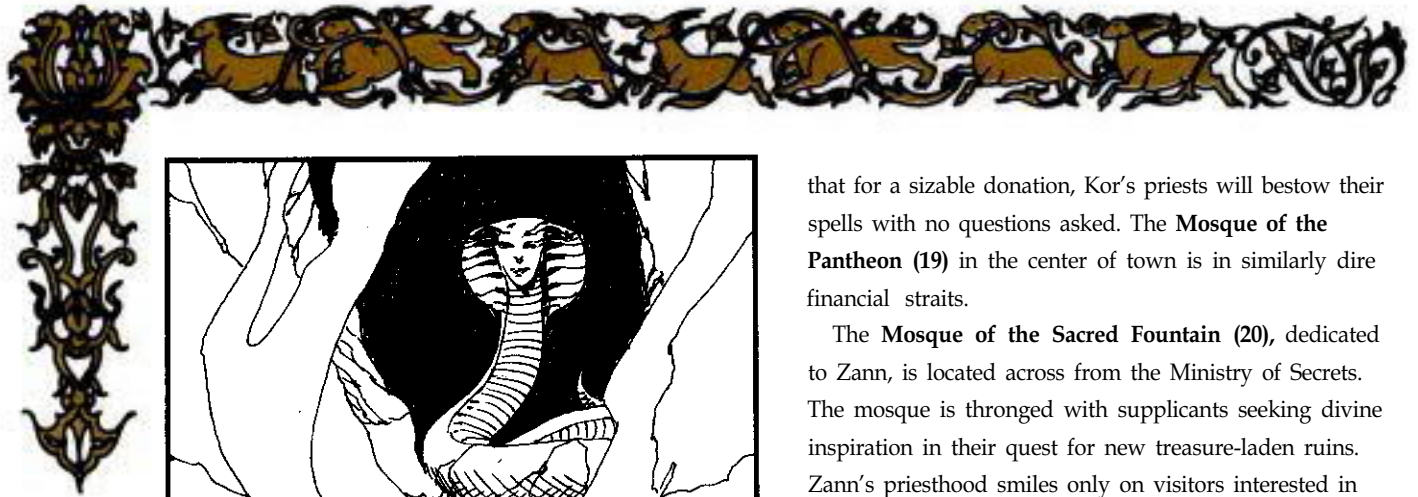 that for a sizable donation, Kor’s priests will bestow their
spells with no questions asked. The Mosque of the
Pantheon (19) in the center of town is in similarly dire
financial straits.
The Mosque of the Sacred Fountain (20), dedicated
to Zann, is located across from the Ministry of Secrets.
The mosque is thronged with supplicants seeking divine
inspiration in their quest for new treasure-laden ruins.
Zann’s priesthood smiles only on visitors interested in